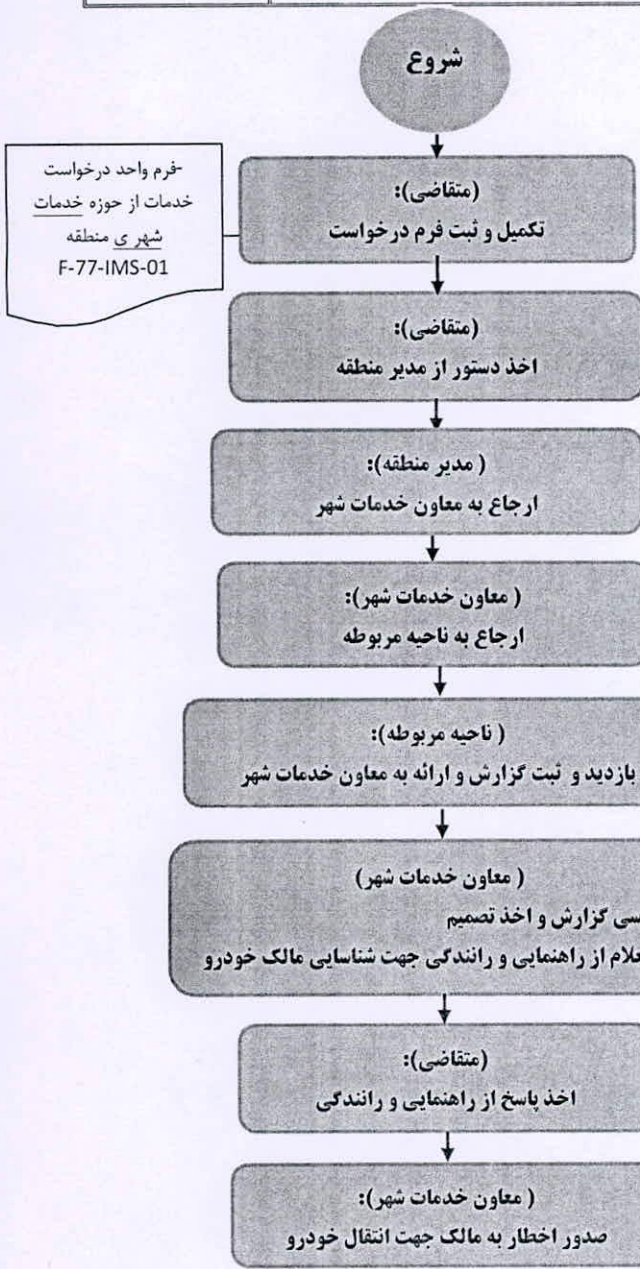 شروع
-فرم واحد درخواست
خدمات از حوزه خدمات
شهر ی منطقه
F-77-IMS-01
(متقاضی):
تکمیل و ثبت فرم درخواست
(متقاضی):
اخذ دستور از مدیر منطقه
( مدیر منطقه):
ارجاع به معاون خدمات شهر
( معاون خدمات شهر):
ارجاع به ناحیه مربوطه
( ناحیه مربوطه):
بازدید و ثبت گزارش و ارائه به معاون خدمات شهر
( معاون خدمات شهر)
گزارش و اخذ تصمیم
از راهنمایی و رانندگی جهت شناسایی مالک خودرو
(متقاضی):
اخذ پاسخ از راهنمایی و رانندگی
( معاون خدمات شهر):
صدور اخطار به مالک جهت انتقال خودرو